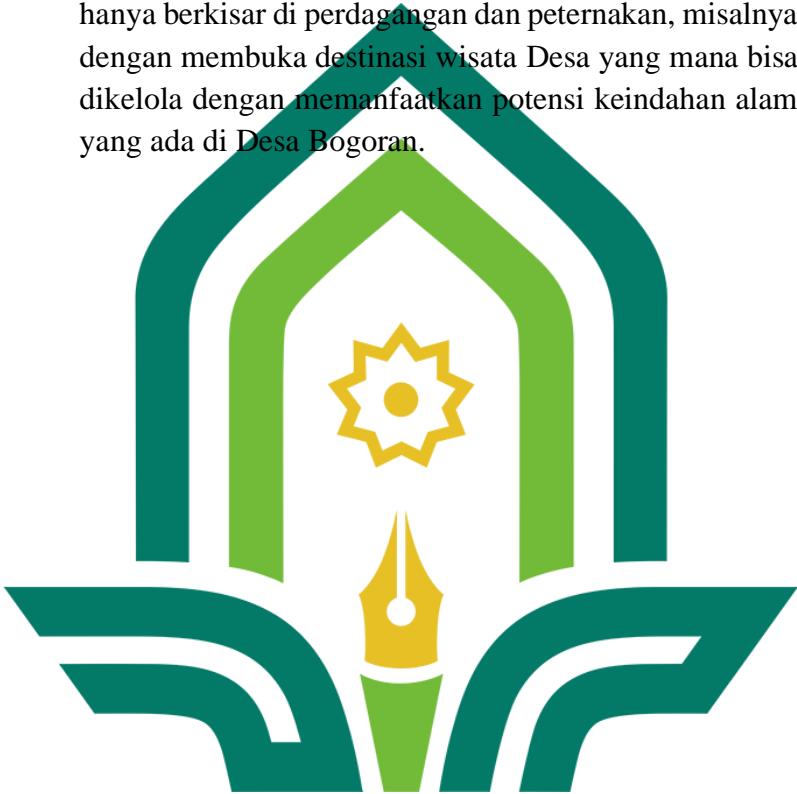 hanya berkisar di perdagangan dan peternakan, misalnya
dengan membuka destinasi wisata Desa yang mana bisa
dikelola dengan memanfaatkan potensi keindahan alam
yang ada di Desa Bogoran.